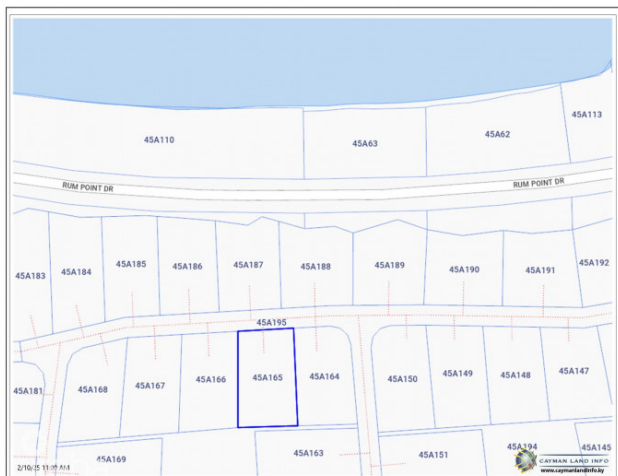 45A110
45A63
45A62
45A113
RUM POINT DR
RUM POINT DR
45A183
45A184
45A185
45A186
45A187
45A188
45A189
45A190
45A191
45A192
45A195
45A181
45A168
45A167
45A166
45A165
45A164
45A150
45A149
45A148
45A147
45A169
45A163
45A151
45A194
45A145
CAYMAN LAND INFO
www.caymanlandinfo.ky